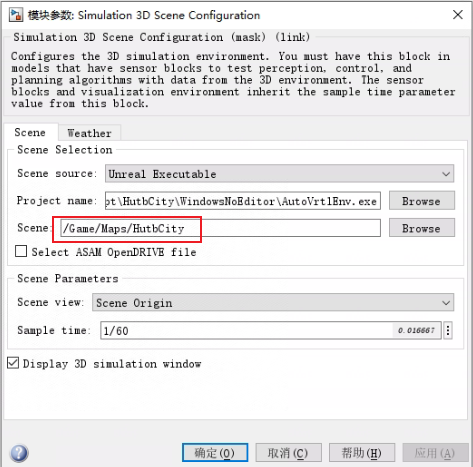 模块参数: Simulation 3D Scene Configuration
Simulation 3D Scene Configuration (mask) (link)
Configures the 3D simulation environment. You must have this block in
models that have sensor blocks to test perception, control, and
planning algorithms with data from the 3D environment. The sensor
blocks and visualization environment inherit the sample time parameter
value from this block.
Scene Weather
Scene Selection
Scene source: Unreal Executable
Project name: pt\HutbCity\WindowsNoEditor\AutoVrtlEnv.exe Browse
Scene: /Game/Maps/HutbCity Browse
Select ASAM OpenDRIVE file
Scene Parameters
Scene view: Scene Origin
Sample time: 1/60 0.016667
Display 3D simulation window
确定(O) 取消(C) 帮助(H) 应用(A)